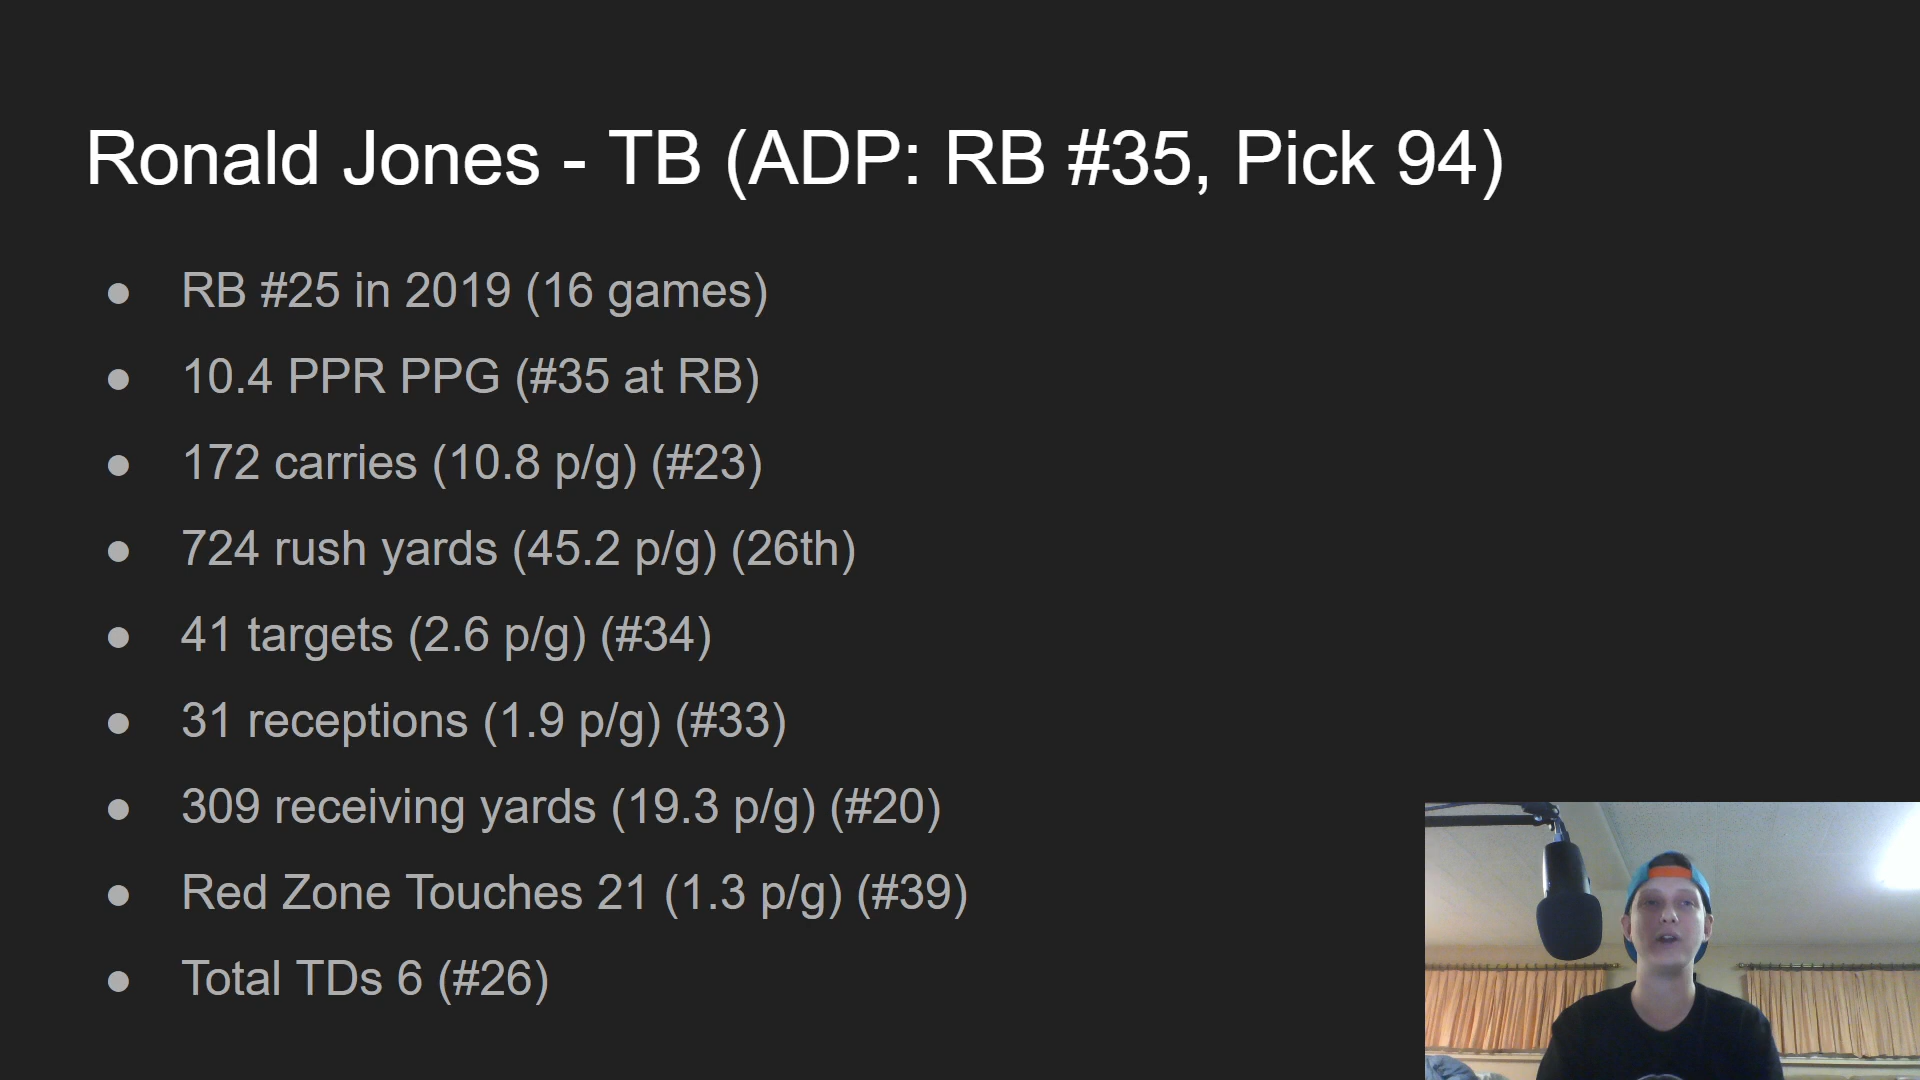 Ronald Jones - TB (ADP: RB #35, Pick 94)
● RB #25 in 2019 (16 games)
● 10.4 PPR PPG (#35 at RB)
● 172 carries (10.8 p/g) (#23)
● 724 rush yards (45.2 p/g) (26th)
● 41 targets (2.6 p/g) (#34)
● 31 receptions (1.9 p/g) (#33)
● 309 receiving yards (19.3 p/g) (#20)
● Red Zone Touches 21 (1.3 p/g) (#39)
● Total TDs 6 (#26)